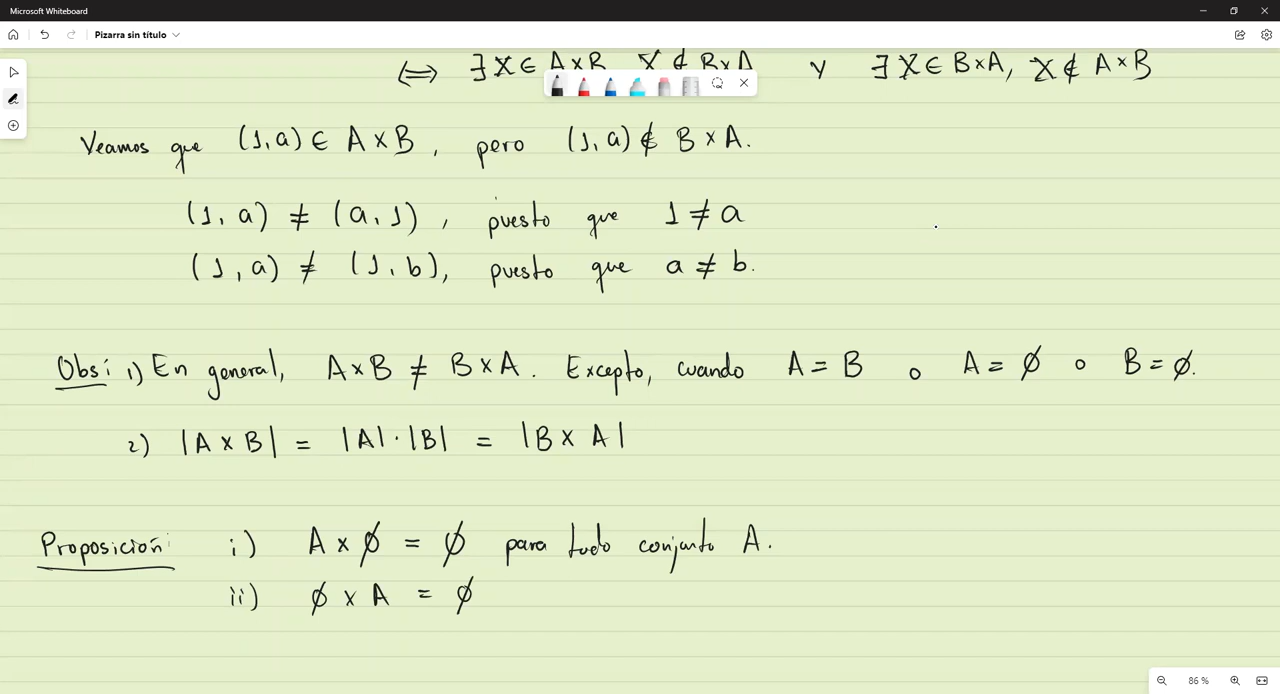 Microsoft Whiteboard
Pizarra sin título
⟺ ∃ X ∈ A×B, X ∉ B×A y ∃ X ∈ B×A, X ∉ A×B
Veamos que (1,a) ∈ A×B, pero (1,a) ∉ B×A.
(1,a) ≠ (a,1), puesto que 1 ≠ a
(1,a) ≠ (1,b), puesto que a ≠ b.
Obs: 1) En general, A×B ≠ B×A. Excepto, cuando A = B o A = ∅ o B = ∅.
2) |A×B| = |A|·|B| = |B×A|
Proposición: i) A×∅ = ∅ para todo conjunto A.
ii) ∅×A = ∅
86 %